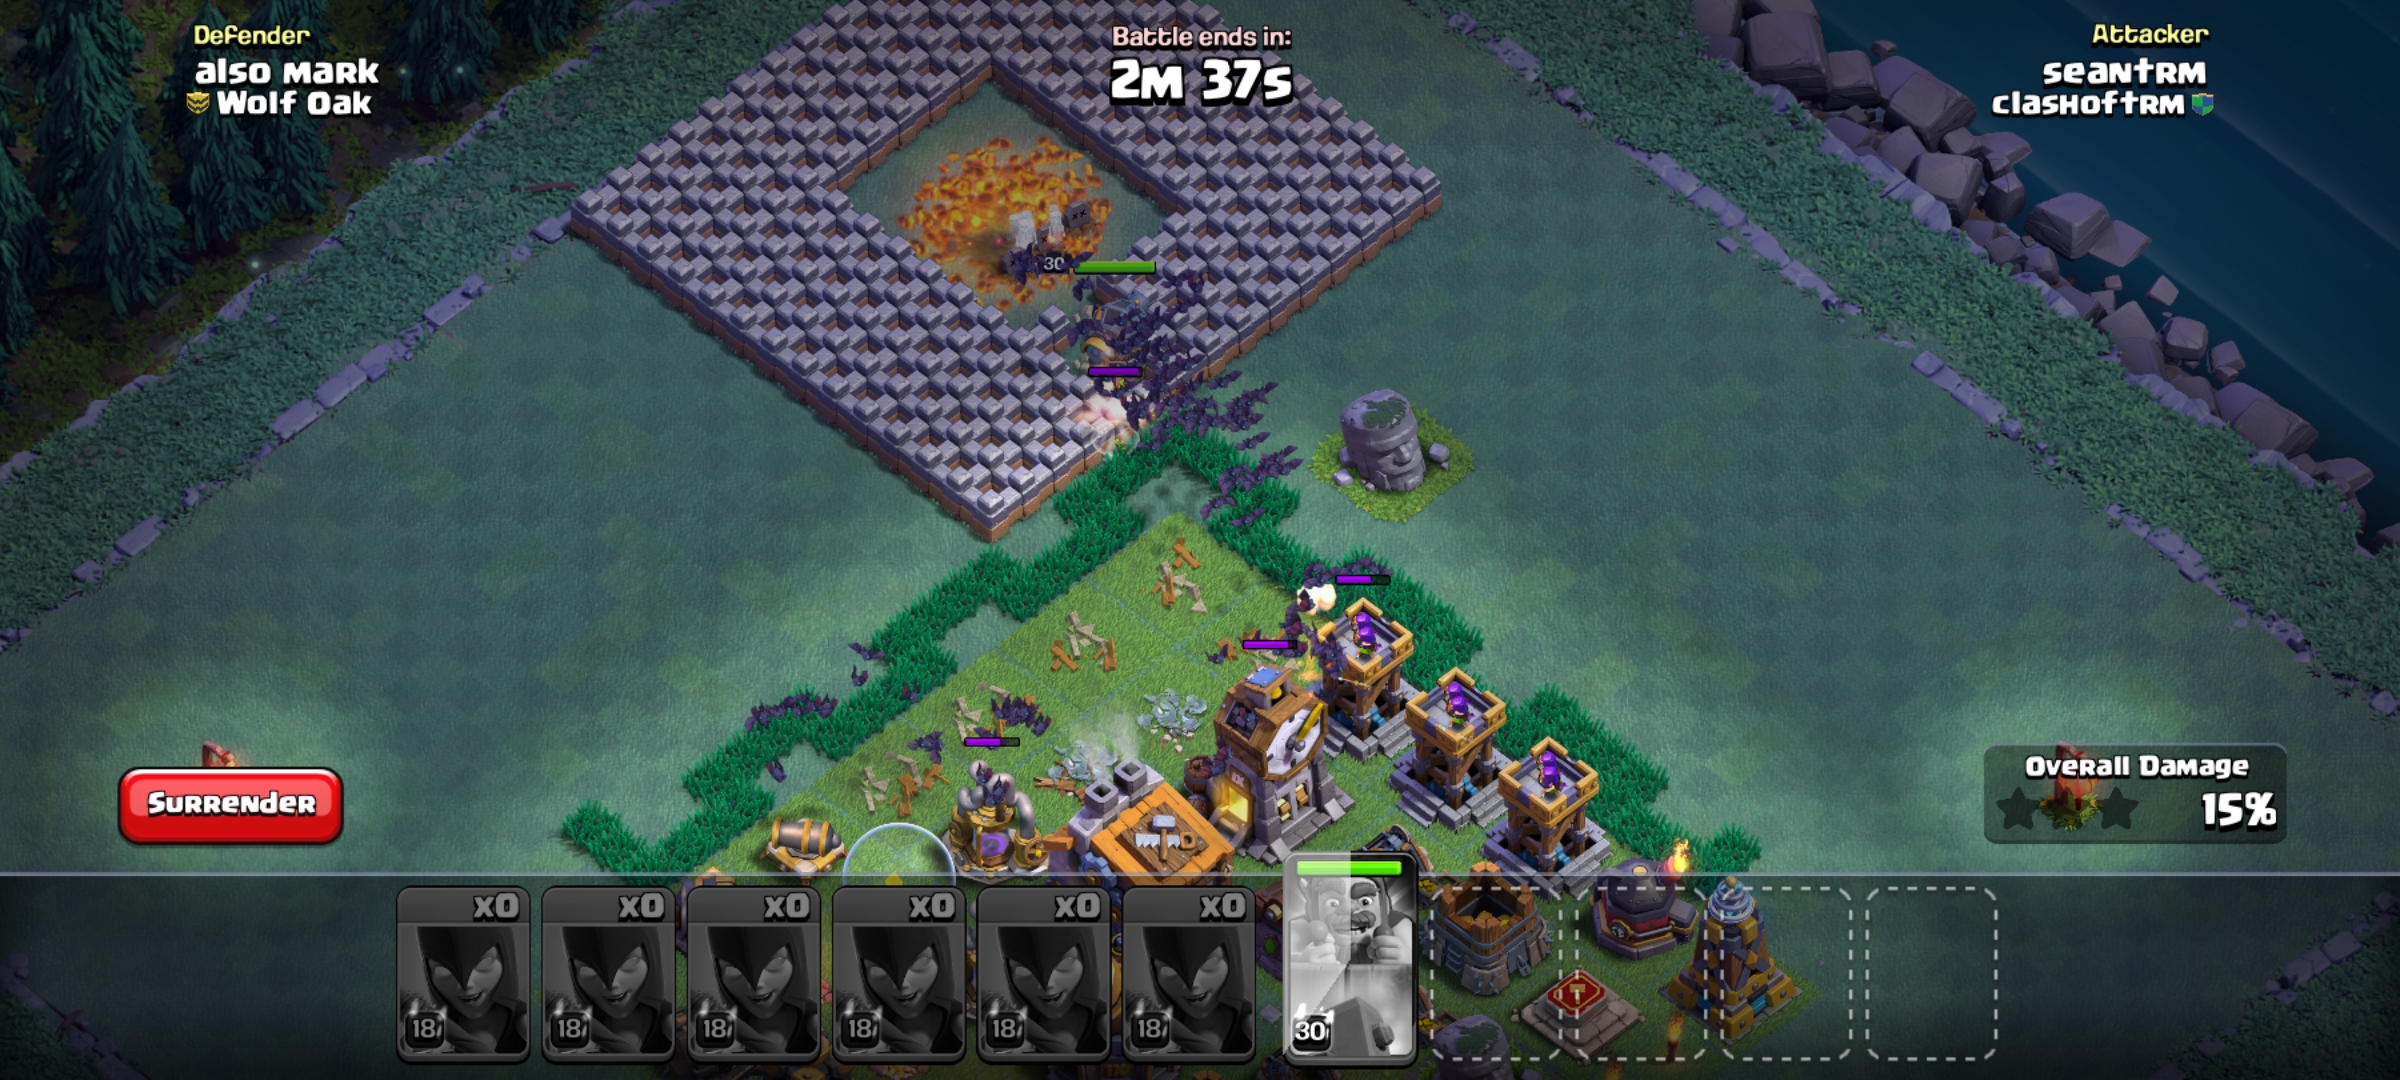 Defender
also mark
Wolf Oak
Battle ends in:
2m 37s
Attacker
seantrm
clashoftrm
30
Surrender
Overall Damage
15%
x0
x0
x0
x0
x0
x0
18
18
18
18
18
18
30
T